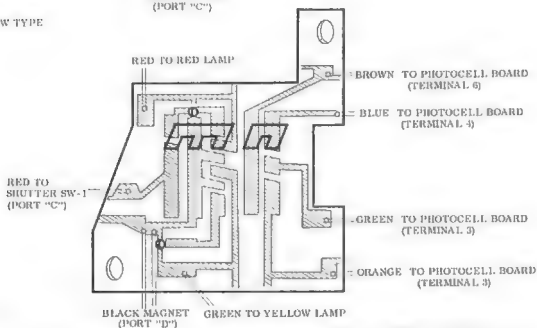 (PORT "C")
W TYPE
RED TO RED LAMP
BROWN TO PHOTOCELL BOARD
(TERMINAL 6)
BLUE TO PHOTOCELL BOARD
(TERMINAL 4)
RED TO
SHUTTER SW-1
(PORT "C")
GREEN TO PHOTOCELL BOARD
(TERMINAL 3)
ORANGE TO PHOTOCELL BOARD
(TERMINAL 3)
BLACK MAGNET
(PORT "D")
GREEN TO YELLOW LAMP